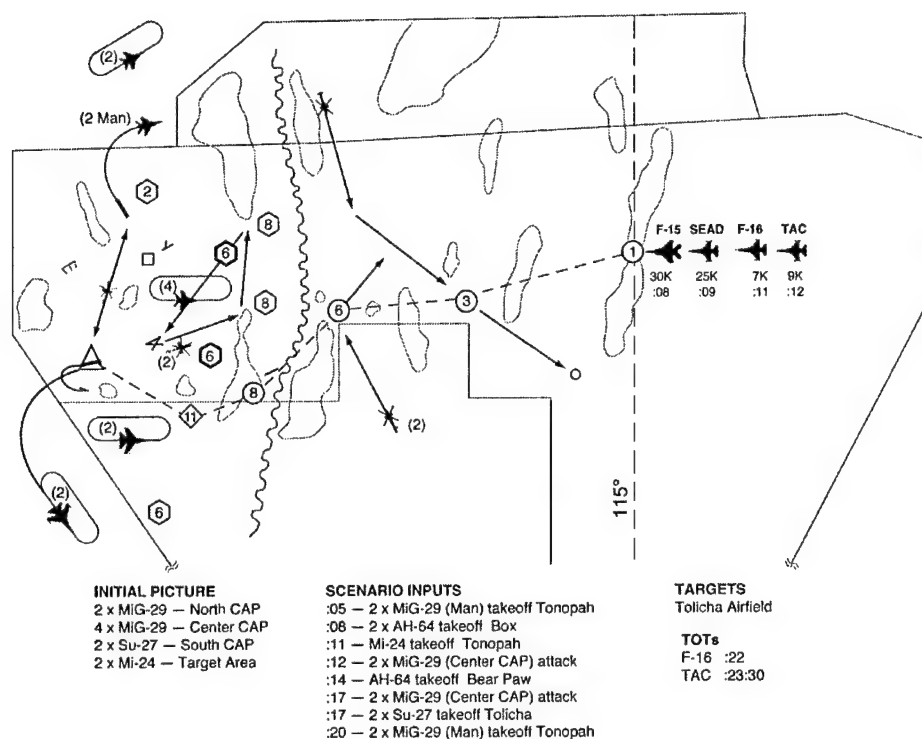 (2)
(2 Man)
2
8
6
F-15 SEAD F-16 TAC
(4)
1
30K 25K 7K 9K
:08 :09 :11 :12
8
6
3
(2)
6
8
11
(2)
(2)
(2)
6
115°
INITIAL PICTURE
2 x MiG-29 — North CAP
4 x MiG-29 — Center CAP
2 x Su-27 — South CAP
2 x Mi-24 — Target Area
SCENARIO INPUTS
:05 — 2 x MiG-29 (Man) takeoff Tonopah
:08 — 2 x AH-64 takeoff Box
:11 — Mi-24 takeoff Tonopah
:12 — 2 x MiG-29 (Center CAP) attack
:14 — AH-64 takeoff Bear Paw
:17 — 2 x MiG-29 (Center CAP) attack
:17 — 2 x Su-27 takeoff Tolicha
:20 — 2 x MiG-29 (Man) takeoff Tonopah
TARGETS
Tolicha Airfield
TOTs
F-16 :22
TAC :23:30